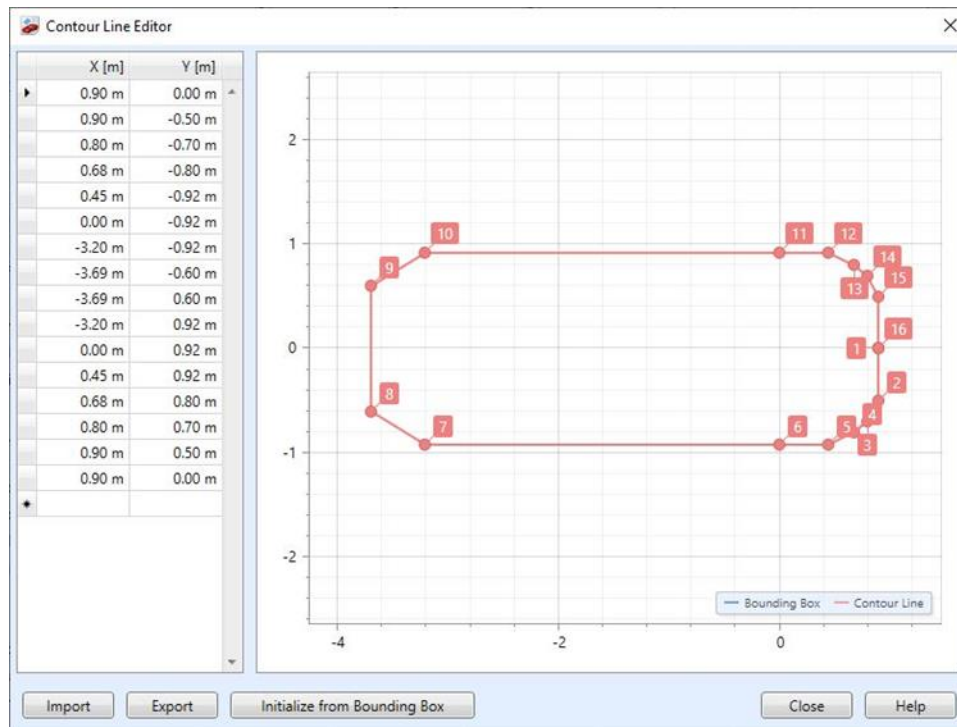 Contour Line Editor
X [m] Y [m]
0.90 m 0.00 m
0.90 m -0.50 m
0.80 m -0.70 m
0.68 m -0.80 m
0.45 m -0.92 m
0.00 m -0.92 m
-3.20 m -0.92 m
-3.69 m -0.60 m
-3.69 m 0.60 m
-3.20 m 0.92 m
0.00 m 0.92 m
0.45 m 0.92 m
0.68 m 0.80 m
0.80 m 0.70 m
0.90 m 0.50 m
0.90 m 0.00 m
2
1
0
-1
-2
10 11 12
9 14
13 15
1 16
8 2
7 6 5 4
3
Bounding Box Contour Line
-4 -2 0
Import Export Initialize from Bounding Box Close Help